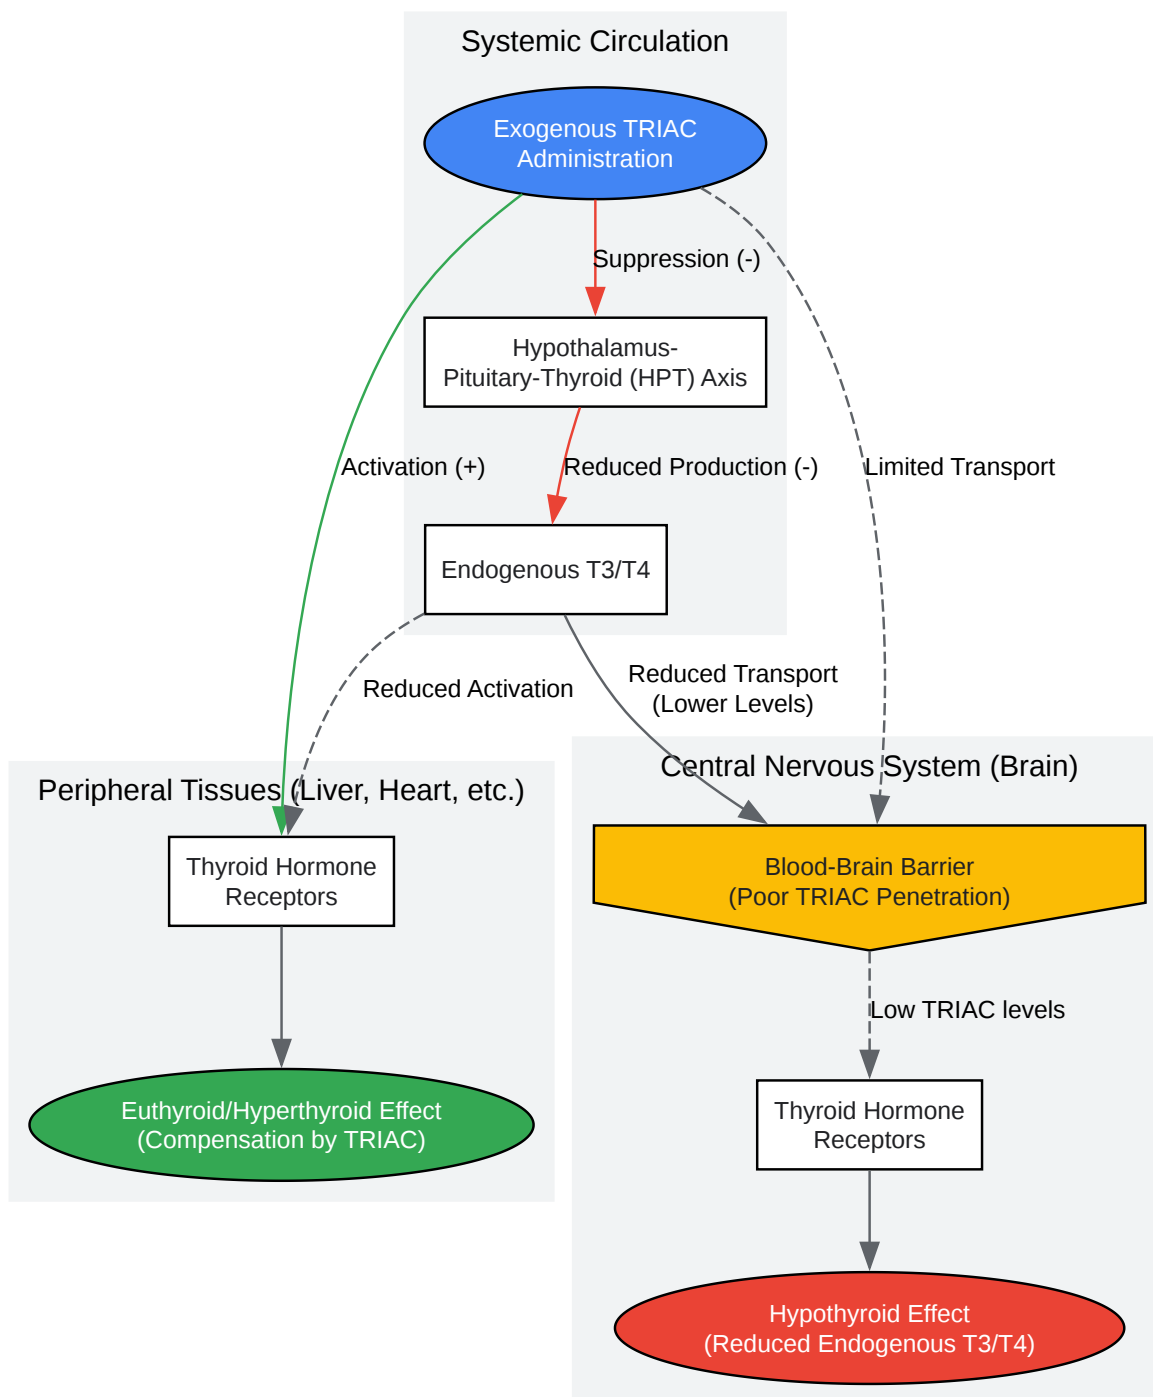 Systemic Circulation
Exogenous TRIAC
Administration
Suppression (-)
Hypothalamus-
Pituitary-Thyroid (HPT) Axis
Activation (+)
Reduced Production (-)
Limited Transport
Endogenous T3/T4
Reduced Activation
Reduced Transport
(Lower Levels)
Peripheral Tissues (Liver, Heart, etc.)
Central Nervous System (Brain)
Thyroid Hormone
Receptors
Blood-Brain Barrier
(Poor TRIAC Penetration)
Low TRIAC levels
Euthyroid/Hyperthyroid Effect
(Compensation by TRIAC)
Thyroid Hormone
Receptors
Hypothyroid Effect
(Reduced Endogenous T3/T4)